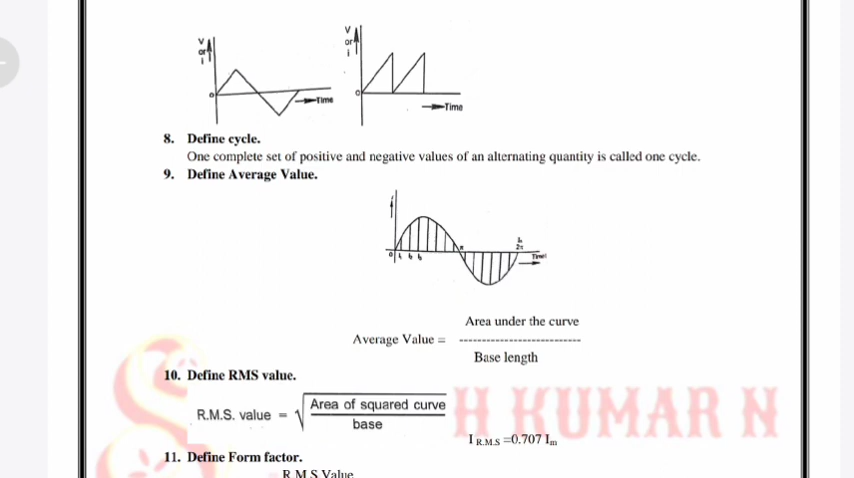 V
or
i
Time
0
V
or
i
Time
0
8. Define cycle.
One complete set of positive and negative values of an alternating quantity is called one cycle.
9. Define Average Value.
π
2π
0
Time
Area under the curve
Average Value = ---------------------------
Base length
10. Define RMS value.
R.M.S. value = √ Area of squared curve
base
H KUMAR N
I R.M.S =0.707 Im
11. Define Form factor.
R M S Value